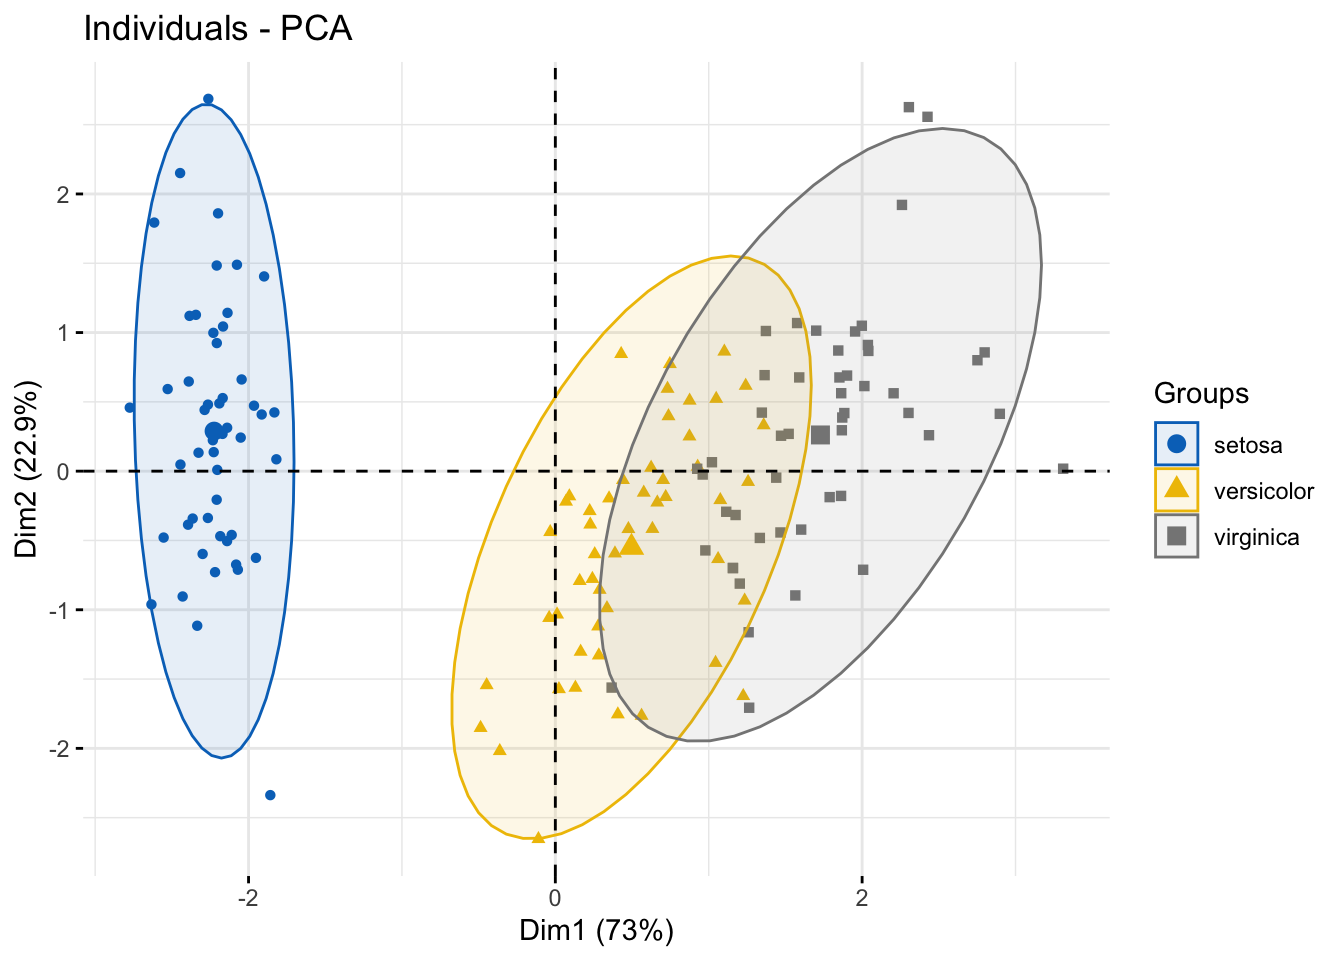 Individuals - PCA
Dim2 (22.9%)
2
1
0
-1
-2
-2
0
2
Dim1 (73%)
Groups
setosa
versicolor
virginica